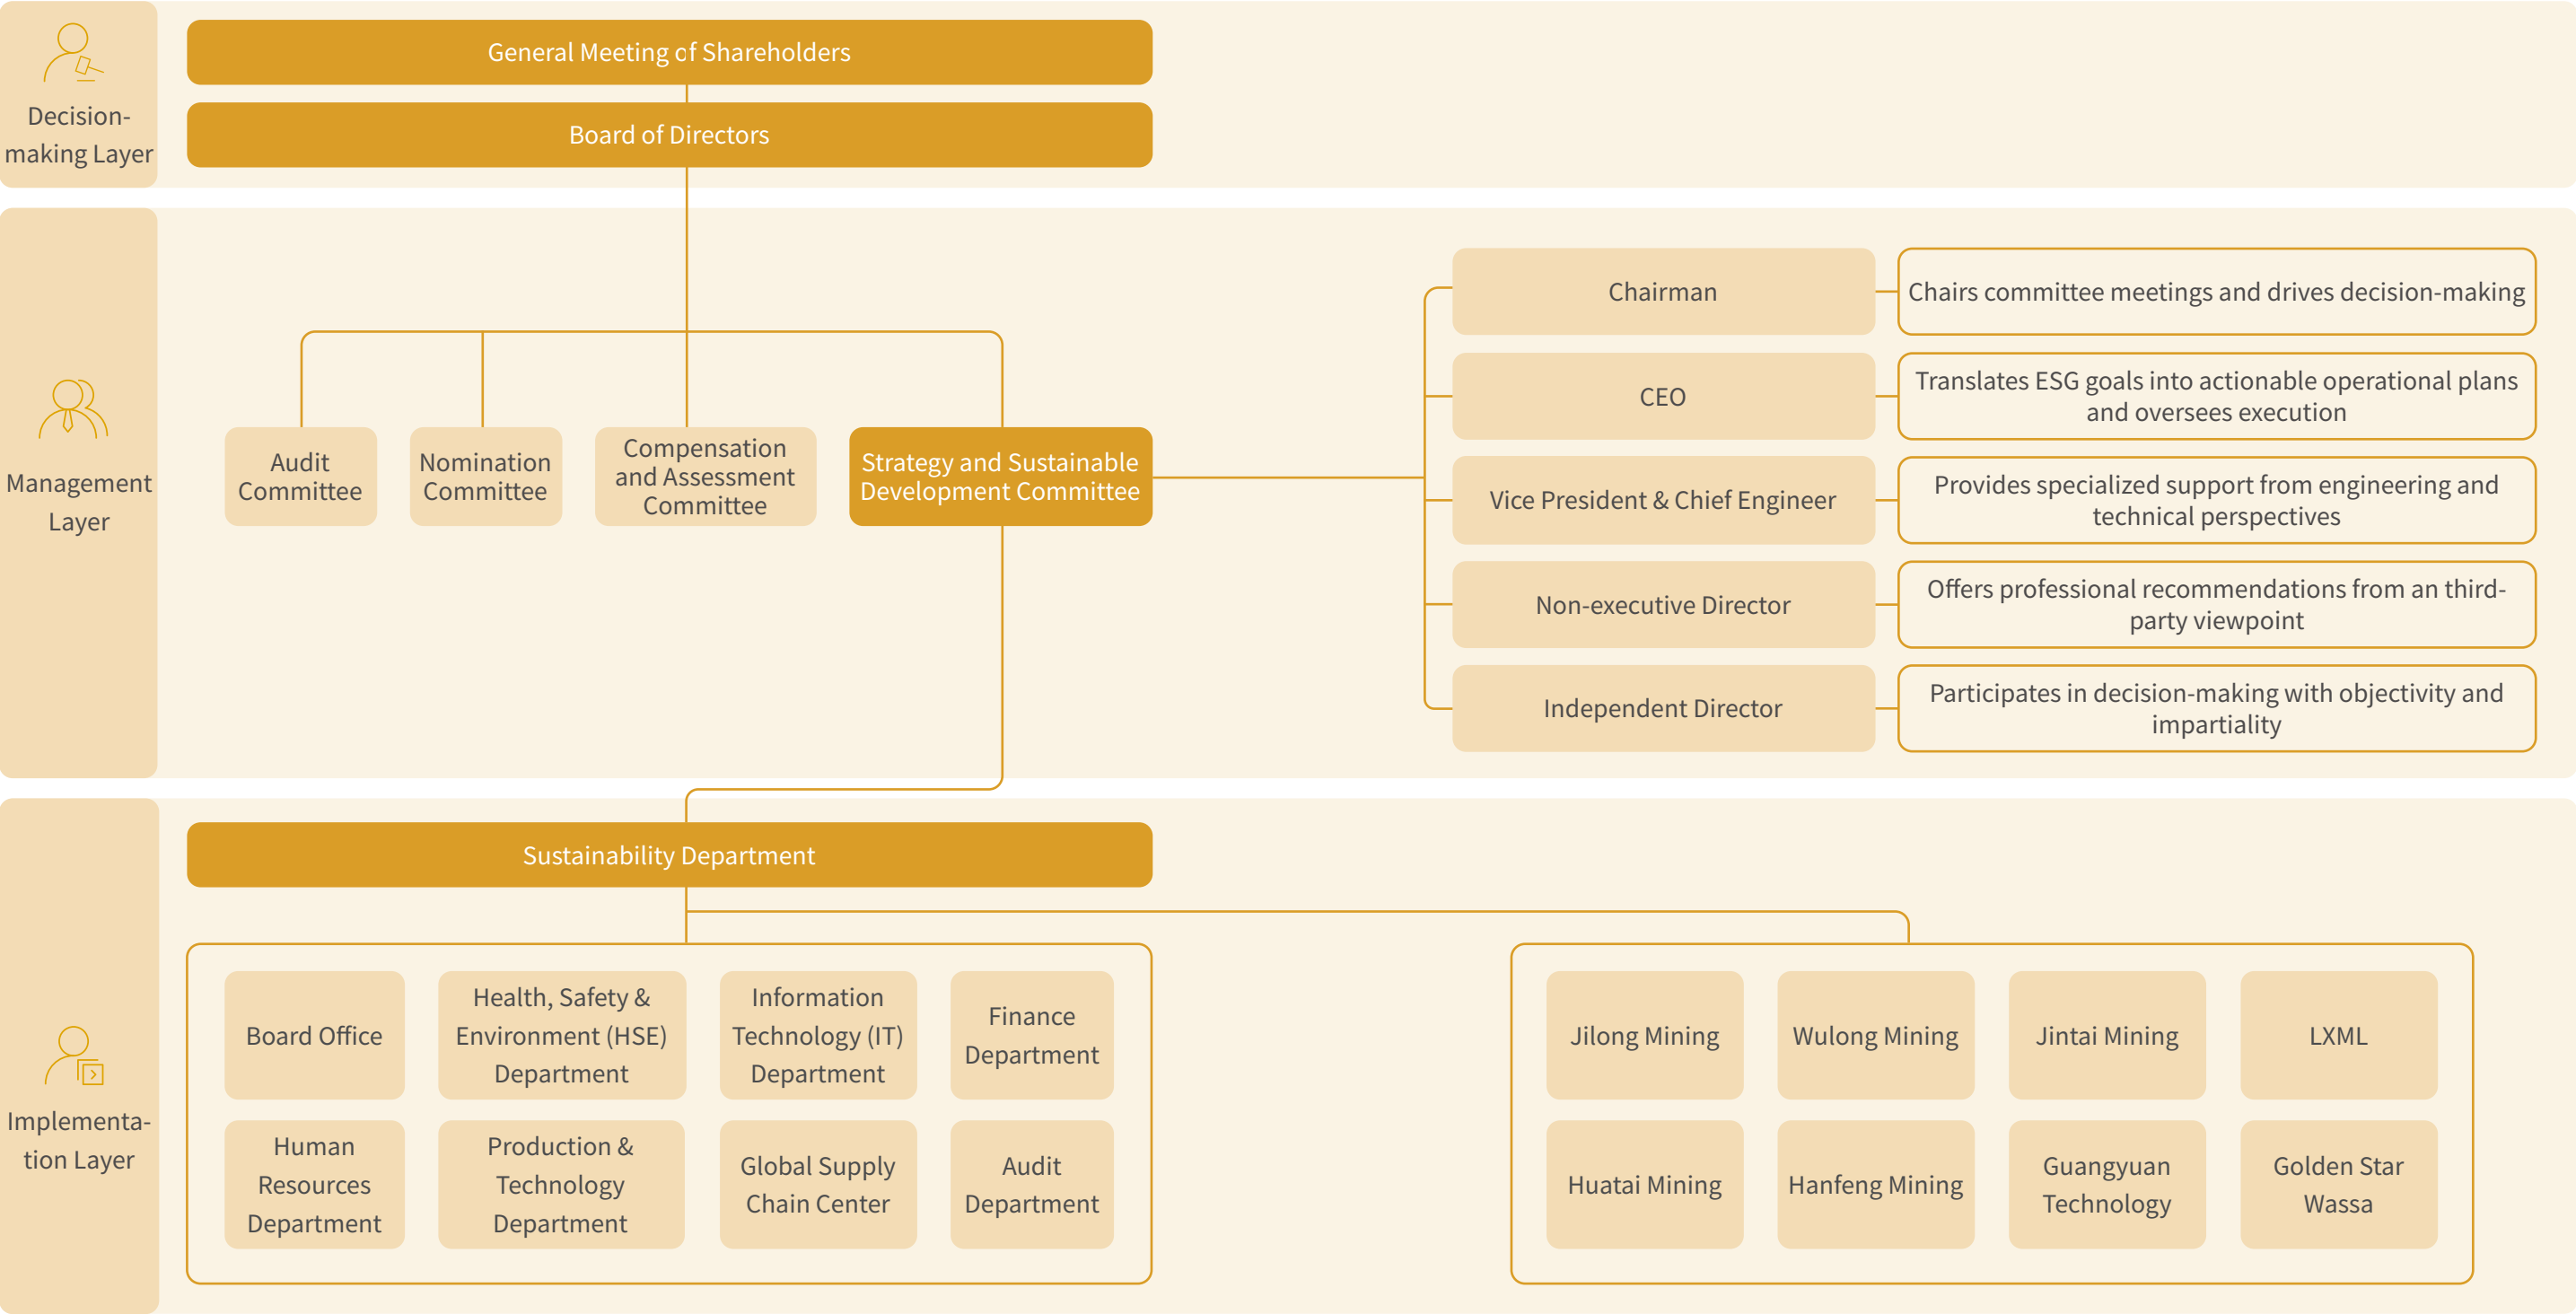 Decision-
making Layer
General Meeting of Shareholders
Board of Directors
Management
Layer
Audit
Committee
Nomination
Committee
Compensation
and Assessment
Committee
Strategy and Sustainable
Development Committee
Chairman
Chairs committee meetings and drives decision-making
CEO
Translates ESG goals into actionable operational plans
and oversees execution
Vice President & Chief Engineer
Provides specialized support from engineering and
technical perspectives
Non-executive Director
Offers professional recommendations from an third-
party viewpoint
Independent Director
Participates in decision-making with objectivity and
impartiality
Implementa-
tion Layer
Sustainability Department
Board Office
Health, Safety &
Environment (HSE)
Department
Information
Technology (IT)
Department
Finance
Department
Human
Resources
Department
Production &
Technology
Department
Global Supply
Chain Center
Audit
Department
Jilong Mining
Wulong Mining
Jintai Mining
LXML
Huatai Mining
Hanfeng Mining
Guangyuan
Technology
Golden Star
Wassa